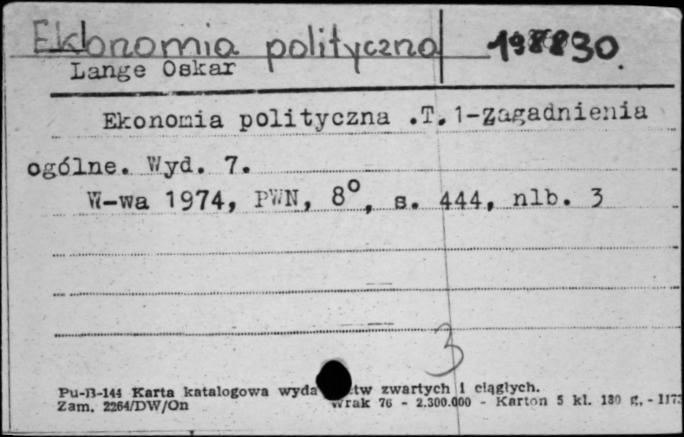 Ekonomia polityczna 198830
Lange Oskar
Ekonomia polityczna .T. 1-zagadnienia
ogólne. Wyd. 7.
W-wa 1974, PWN, 8°, s. 444, nlb. 3
3
Pu-B-144 Karta katalogowa wyda tw zwartych i ciągłych.
Zam. 2264/DW/On Wrak 76 - 2.300.000 - Karton 5 kl. 180 g. - 1173